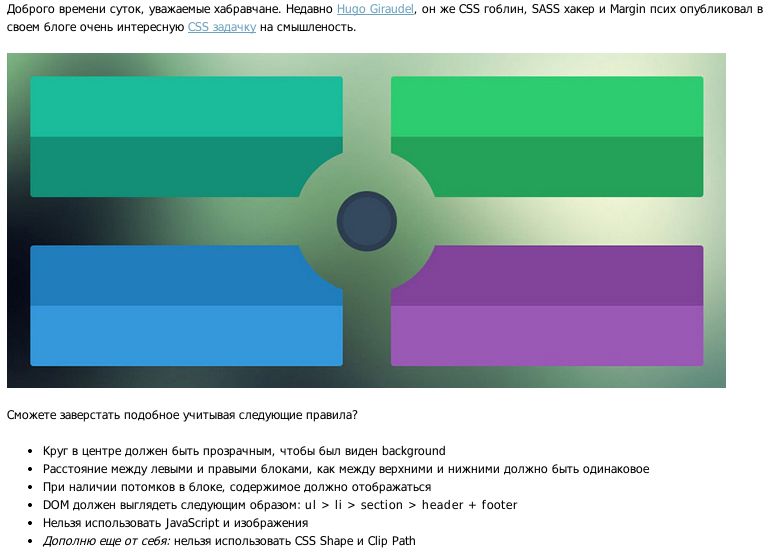 Доброго времени суток, уважаемые хабравчане. Недавно Hugo Giraudel, он же CSS гоблин, SASS хакер и Margin псих опубликовал в
своем блоге очень интересную CSS задачку на смышленость.
Сможете заверстать подобное учитывая следующие правила?
• Круг в центре должен быть прозрачным, чтобы был виден background
• Расстояние между левыми и правыми блоками, как между верхними и нижними должно быть одинаковое
• При наличии потомков в блоке, содержимое должно отображаться
• DOM должен выглядеть следующим образом: ul > li > section > header + footer
• Нельзя использовать JavaScript и изображения
• Дополню еще от себя: нельзя использовать CSS Shape и Clip Path